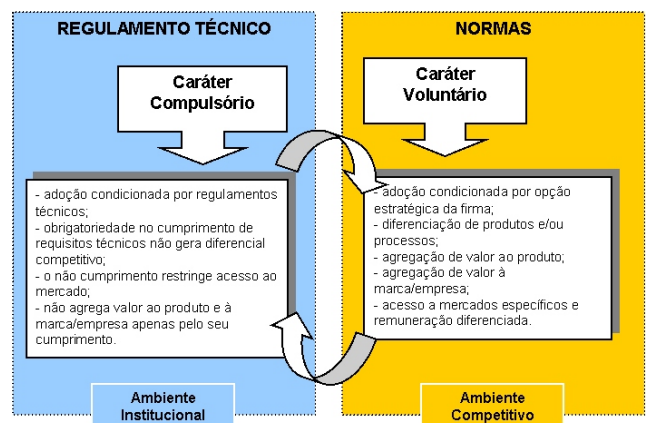 REGULAMENTO TÉCNICO
Caráter
Compulsório
- adoção condicionada por regulamentos
técnicos;
- obrigatoriedade no cumprimento de
requisitos técnicos não gera diferencial
competitivo;
- o não cumprimento restringe acesso ao
mercado;
- não agrega valor ao produto e à
marca/empresa apenas pelo seu
cumprimento.
Ambiente
Institucional
NORMAS
Caráter
Voluntário
- adoção condicionada por opção
estratégica da firma;
- diferenciação de produtos e/ou
processos;
- agregação de valor ao produto;
- agregação de valor à
marca/empresa;
- acesso a mercados específicos e
remuneração diferenciada.
Ambiente
Competitivo